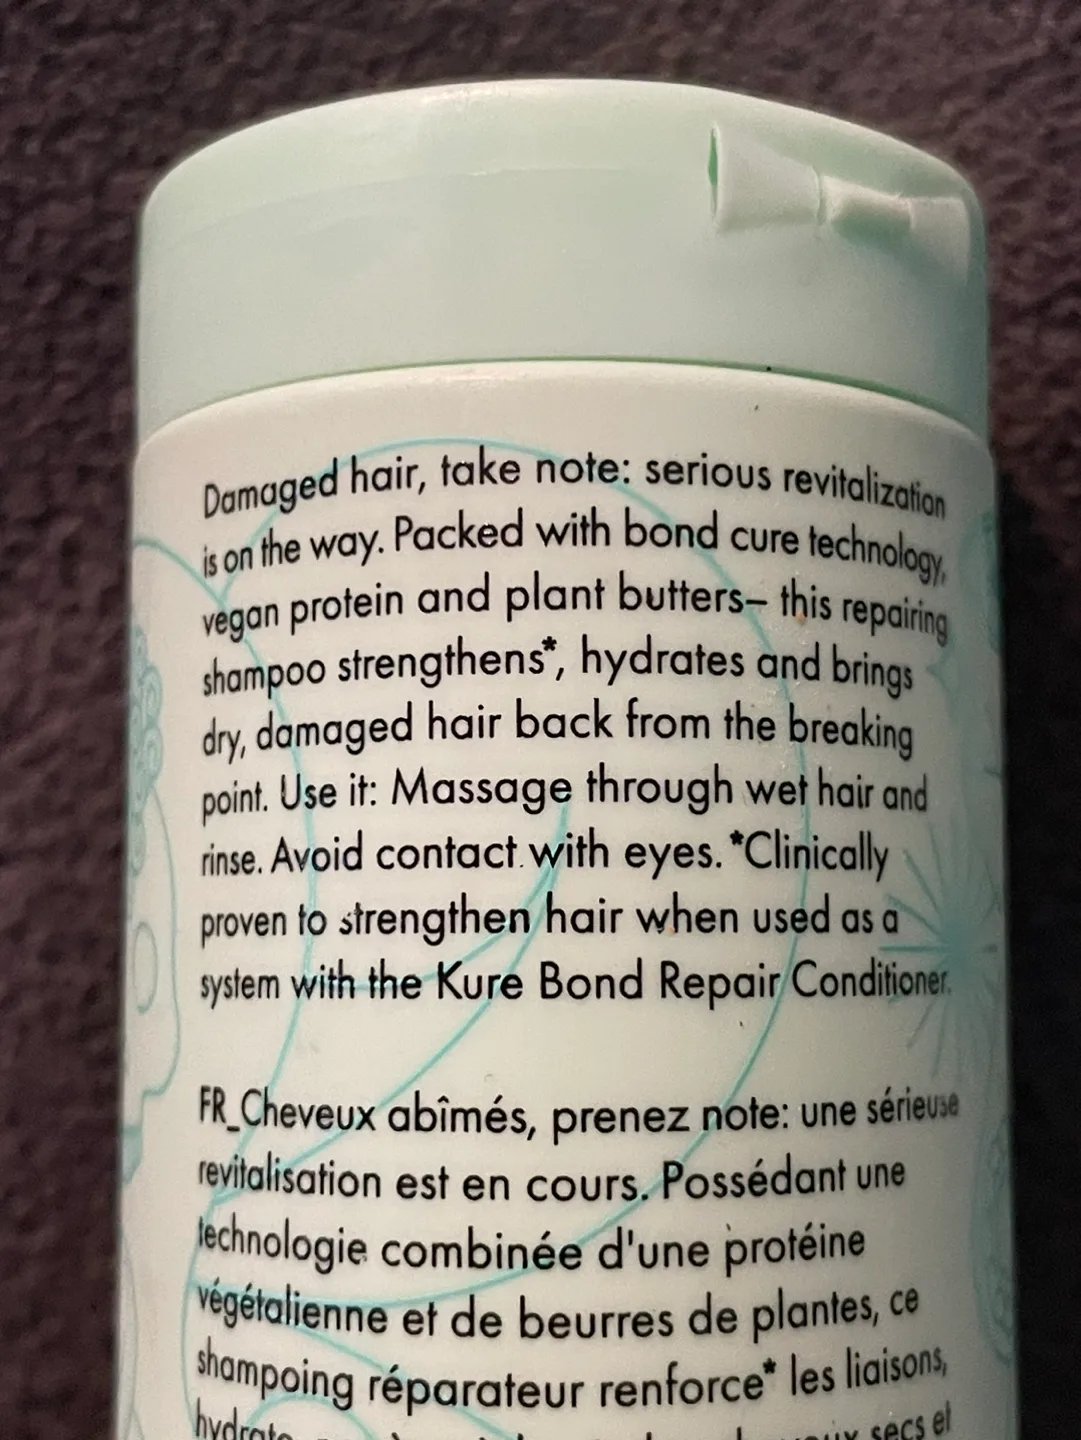 Damaged hair, take note: serious revitalization
is on the way. Packed with bond cure technology,
vegan protein and plant butters– this repairing
shampoo strengthens*, hydrates and brings
dry, damaged hair back from the breaking
point. Use it: Massage through wet hair and
rinse. Avoid contact with eyes. *Clinically
proven to strengthen hair when used as a
system with the Kure Bond Repair Conditioner.
FR_Cheveux abîmés, prenez note: une sérieuse
revitalisation est en cours. Possédant une
technologie combinée d'une protéine
végétalienne et de beurres de plantes, ce
shampoing réparateur renforce* les liaisons,
secs et